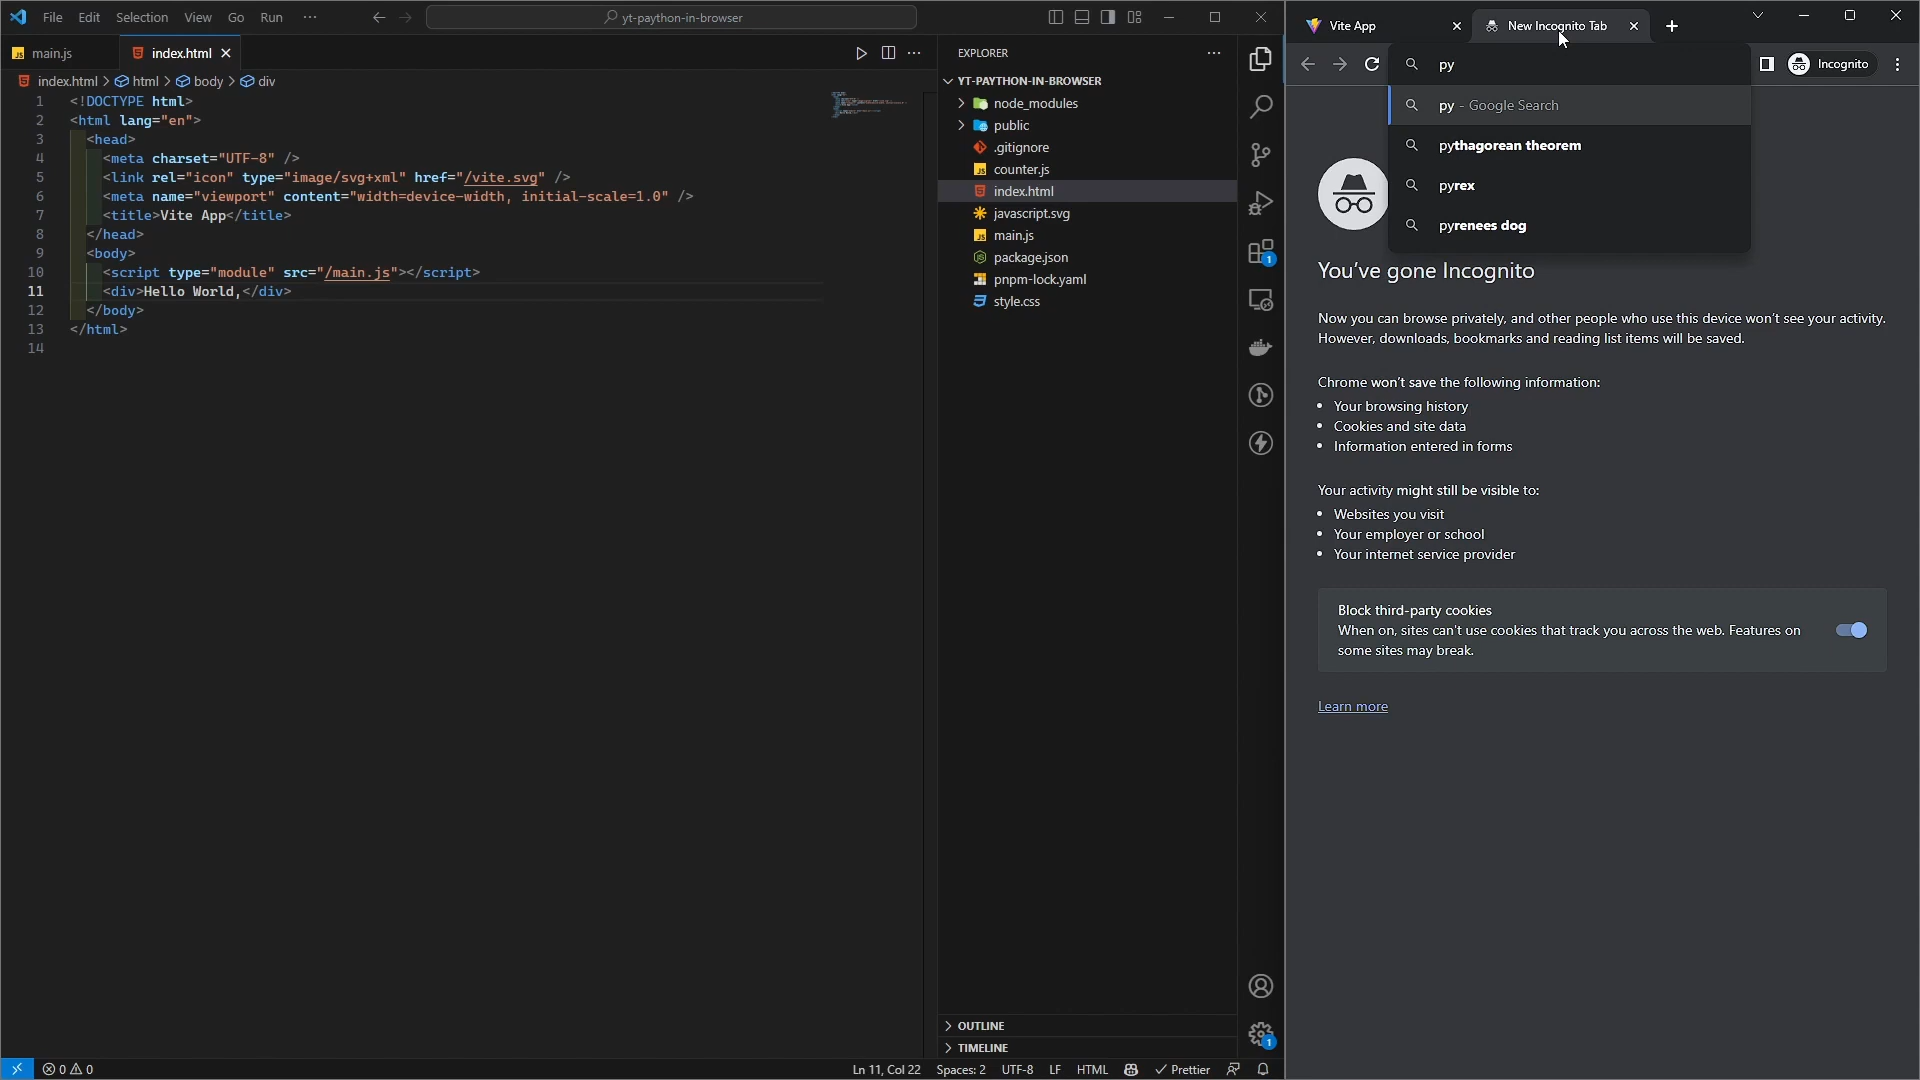 File Edit Selection View Go Run ···
yt-paython-in-browser
main.js
index.html
index.html > html > body > div
1 <!DOCTYPE html>
2 <html lang="en">
3 <head>
4 <meta charset="UTF-8" />
5 <link rel="icon" type="image/svg+xml" href="/vite.svg" />
6 <meta name="viewport" content="width=device-width, initial-scale=1.0" />
7 <title>Vite App</title>
8 </head>
9 <body>
10 <script type="module" src="/main.js"></script>
11 <div>Hello World,</div>
12 </body>
13 </html>
14
EXPLORER
YT-PAYTHON-IN-BROWSER
node_modules
public
.gitignore
counter.js
index.html
javascript.svg
main.js
package.json
pnpm-lock.yaml
style.css
OUTLINE
TIMELINE
1
1
0 0
Ln 11, Col 22 Spaces: 2 UTF-8 LF HTML Prettier
Vite App
New Incognito Tab
py
Incognito
py - Google Search
pythagorean theorem
pyrex
pyrenees dog
You've gone Incognito
Now you can browse privately, and other people who use this device won't see your activity.
However, downloads, bookmarks and reading list items will be saved.
Chrome won't save the following information:
• Your browsing history
• Cookies and site data
• Information entered in forms
Your activity might still be visible to:
• Websites you visit
• Your employer or school
• Your internet service provider
Block third-party cookies
When on, sites can't use cookies that track you across the web. Features on
some sites may break.
Learn more